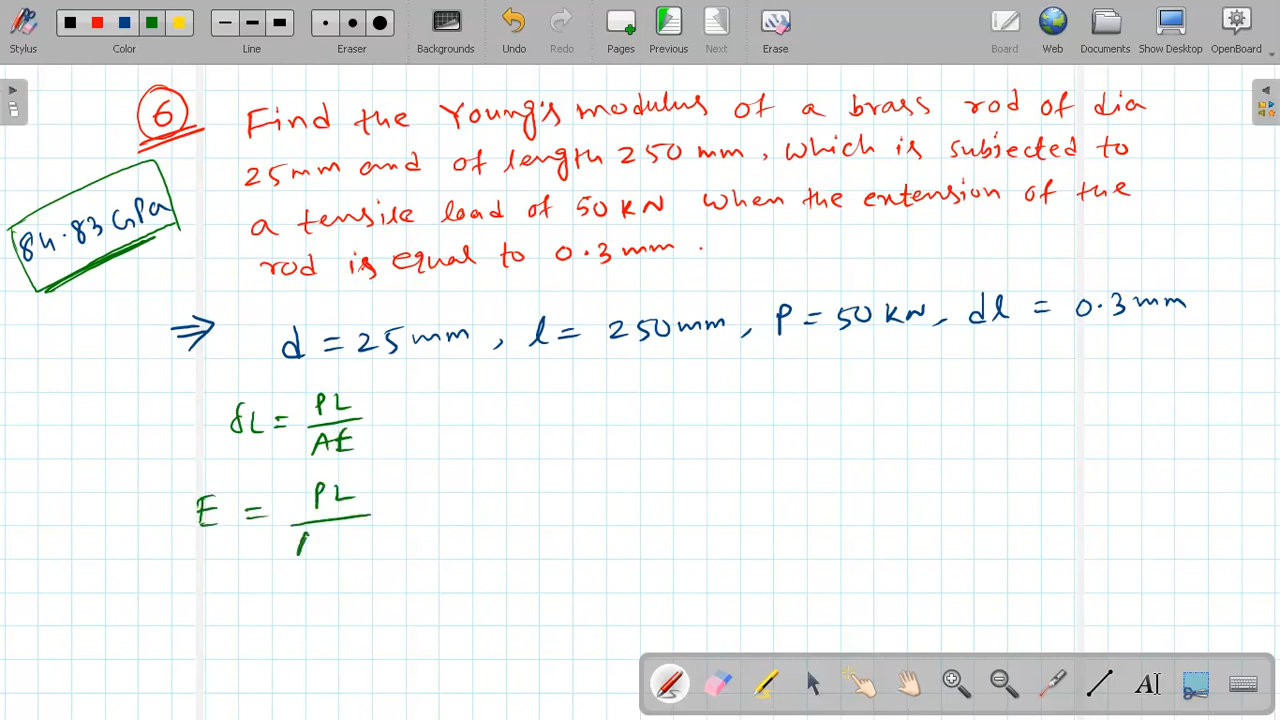 Stylus Color Line Eraser Backgrounds Undo Redo Pages Previous Next Erase Board Web Documents Show Desktop OpenBoard
6 Find the Young's modulus of a brass rod of dia
25mm and of length 250 mm, which is subjected to
a tensile load of 50 KN when the extension of the
rod is equal to 0.3 mm .
84.83 GPa
⇒ d = 25 mm , l = 250 mm , P = 50 KN, dl = 0.3 mm
δL = PL
AE
E = PL
AI